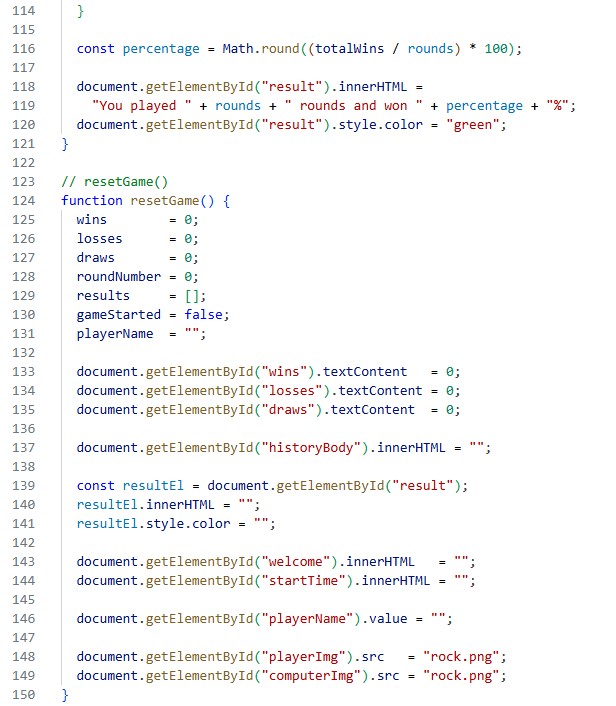 114 }
115
116 const percentage = Math.round((totalWins / rounds) * 100);
117
118 document.getElementById("result").innerHTML =
119 "You played " + rounds + " rounds and won " + percentage + "%";
120 document.getElementById("result").style.color = "green";
121 }
122
123 // resetGame()
124 function resetGame() {
125 wins        = 0;
126 losses      = 0;
127 draws       = 0;
128 roundNumber = 0;
129 results     = [];
130 gameStarted = false;
131 playerName  = "";
132
133 document.getElementById("wins").textContent   = 0;
134 document.getElementById("losses").textContent = 0;
135 document.getElementById("draws").textContent  = 0;
136
137 document.getElementById("historyBody").innerHTML = "";
138
139 const resultEl = document.getElementById("result");
140 resultEl.innerHTML = "";
141 resultEl.style.color = "";
142
143 document.getElementById("welcome").innerHTML   = "";
144 document.getElementById("startTime").innerHTML = "";
145
146 document.getElementById("playerName").value = "";
147
148 document.getElementById("playerImg").src   = "rock.png";
149 document.getElementById("computerImg").src = "rock.png";
150 }